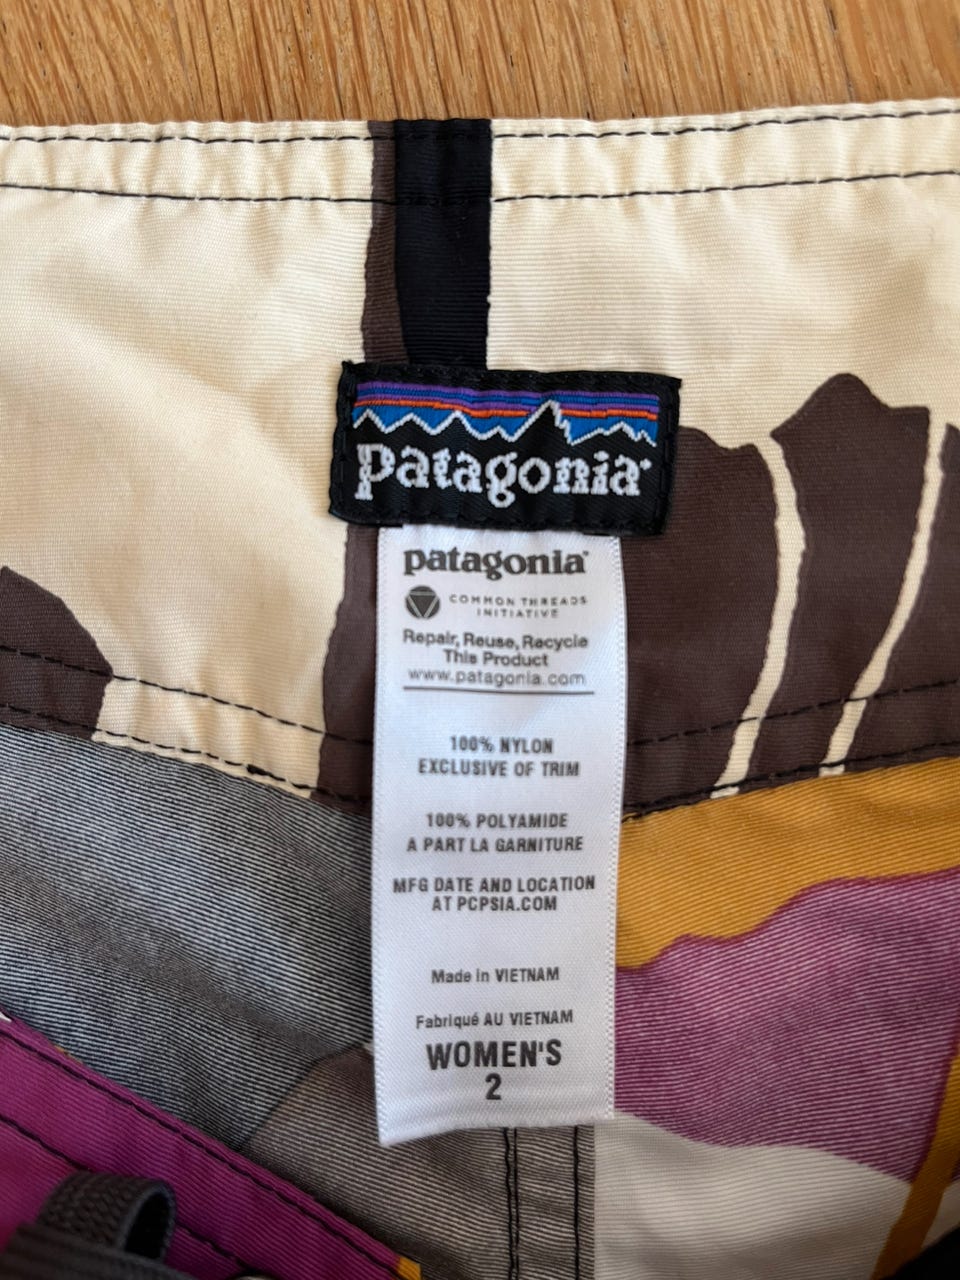 patagonia
patagonia
COMMON THREADS
INITIATIVE
Repair, Reuse, Recycle
This Product
www.patagonia.com
100% NYLON
EXCLUSIVE OF TRIM
100% POLYAMIDE
A PART LA GARNITURE
MFG DATE AND LOCATION
AT PCPSIA.COM
Made in VIETNAM
Fabriqué AU VIETNAM
WOMEN'S
2